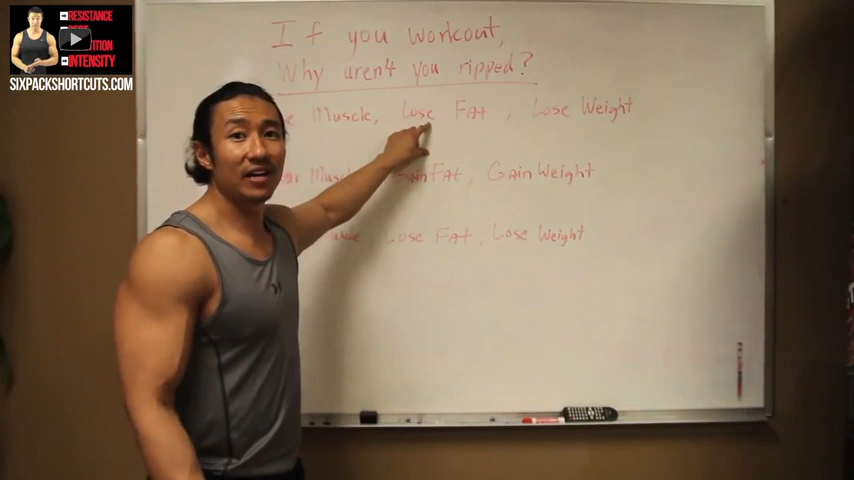 RESISTANCE
INTENSITY
SIXPACKSHORTCUTS.COM
If you workout,
Why aren't you ripped?
Muscle, Lose Fat, Lose Weight
Gain Fat, Gain Weight
Lose Fat, Lose Weight